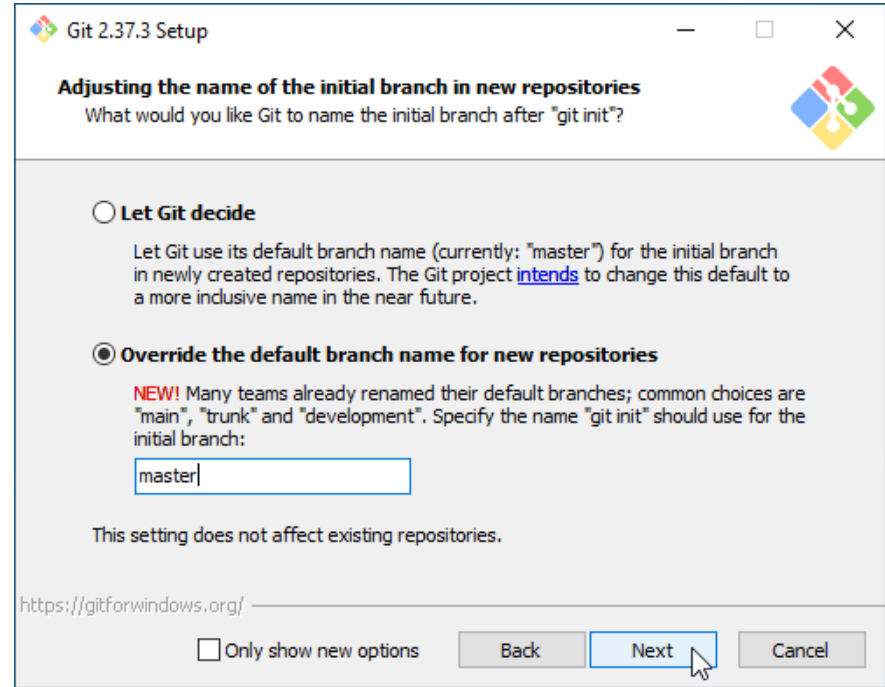 Git 2.37.3 Setup
Adjusting the name of the initial branch in new repositories
What would you like Git to name the initial branch after "git init"?
Let Git decide
Let Git use its default branch name (currently: "master") for the initial branch
in newly created repositories. The Git project intends to change this default to
a more inclusive name in the near future.
Override the default branch name for new repositories
NEW! Many teams already renamed their default branches; common choices are
"main", "trunk" and "development". Specify the name "git init" should use for the
initial branch:
master
This setting does not affect existing repositories.
https://gitforwindows.org/
Only show new options
Back
Next
Cancel